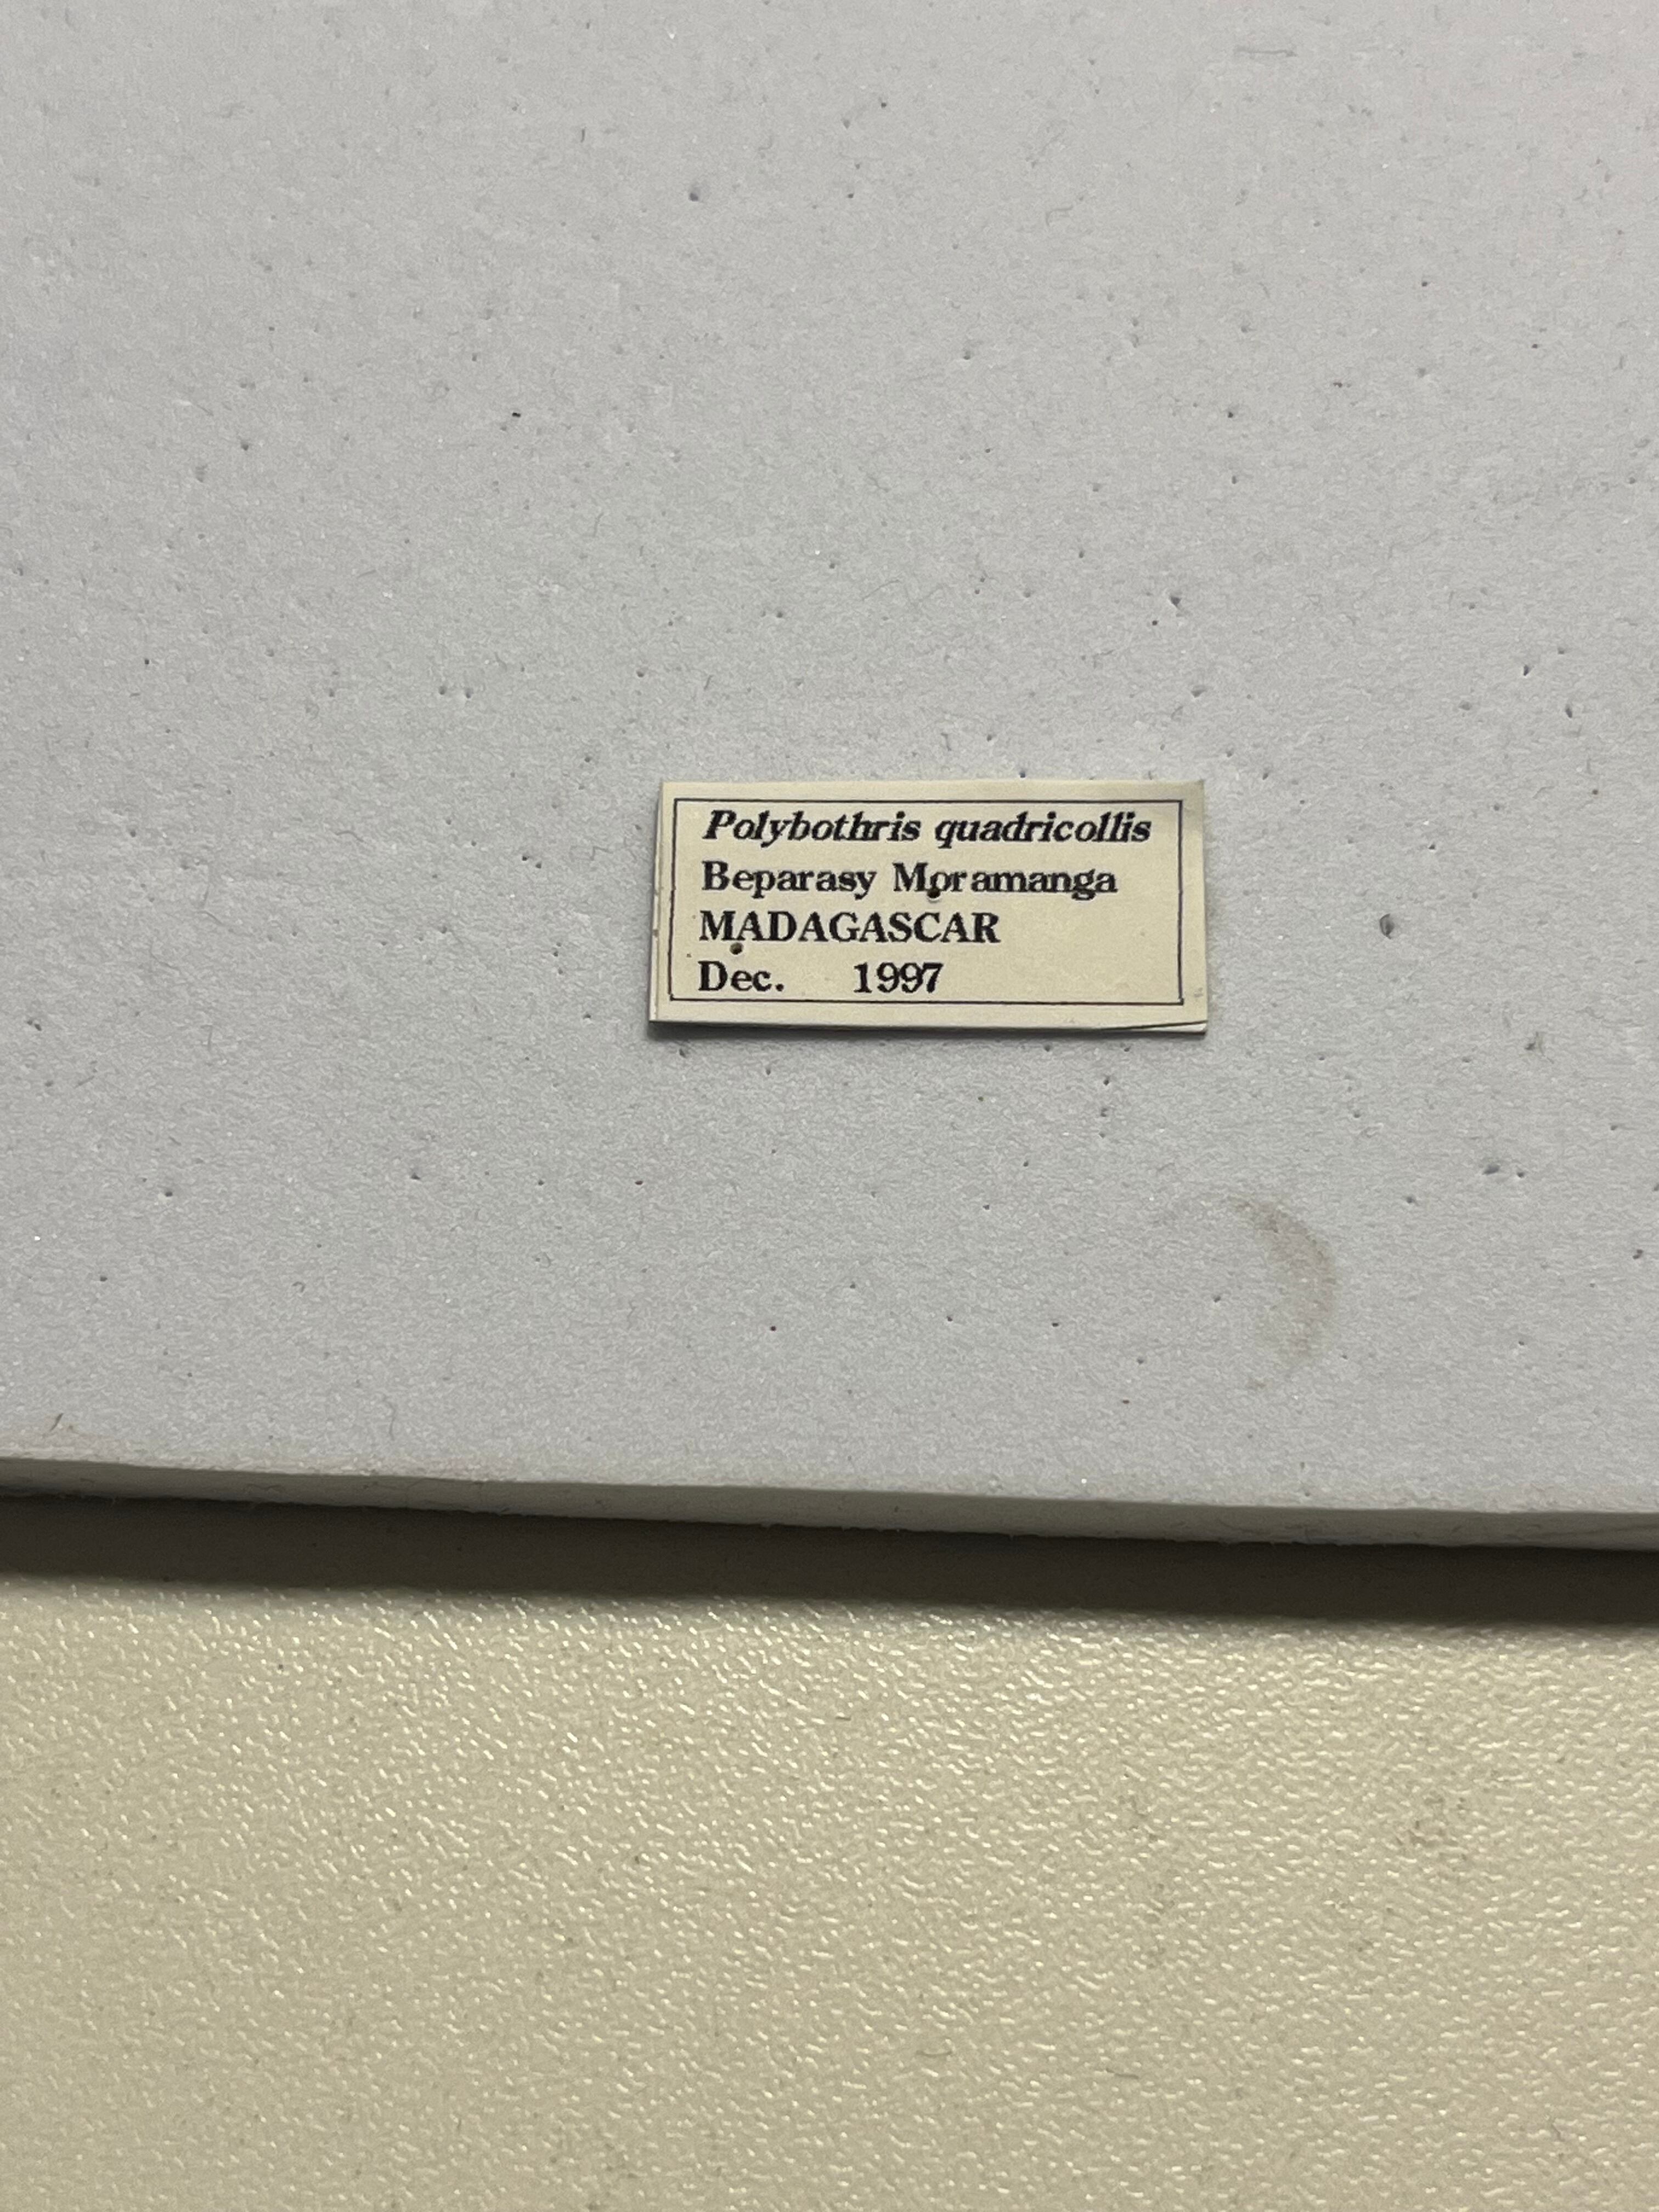 Polybothris quadricollis
Beparasy Moramanga
MADAGASCAR
Dec. 1997